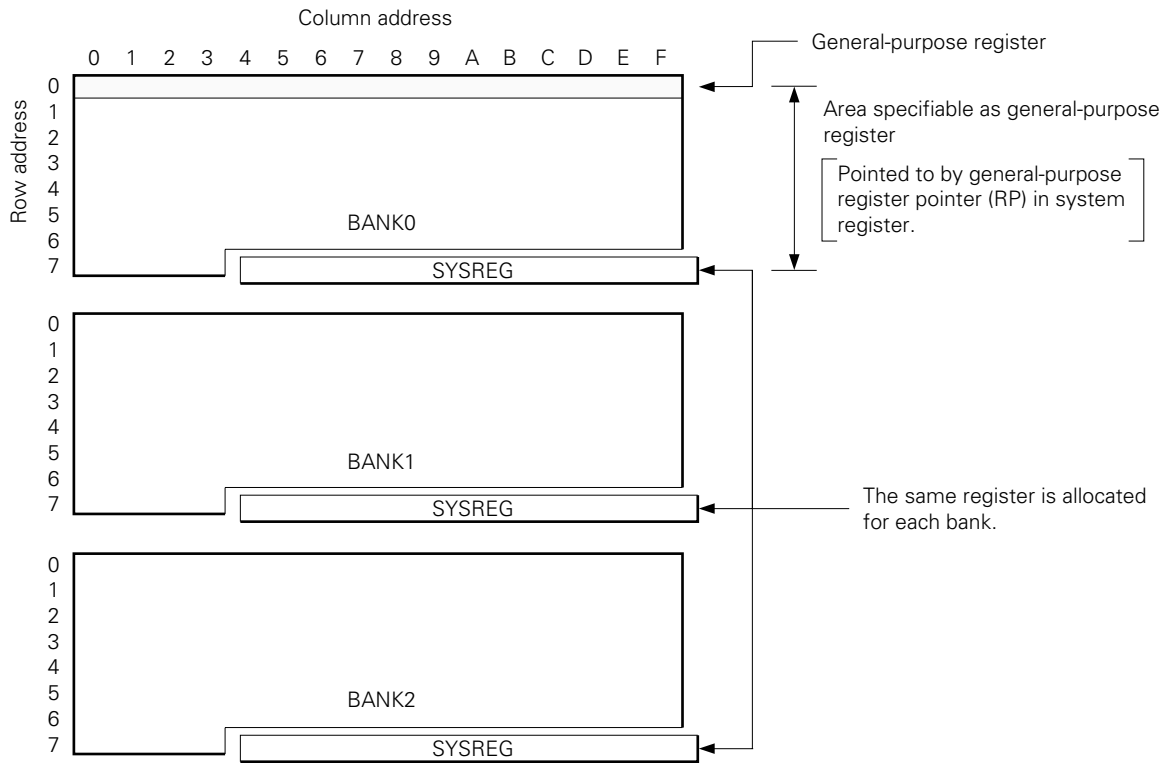 Column address
0 1 2 3 4 5 6 7 8 9 A B C D E F
General-purpose register
Row address
0
1
2
3
4
5
6
7
BANK0
SYSREG
Area specifiable as general-purpose
register
Pointed to by general-purpose
register pointer (RP) in system
register.
0
1
2
3
4
5
6
7
BANK1
SYSREG
The same register is allocated
for each bank.
0
1
2
3
4
5
6
7
BANK2
SYSREG